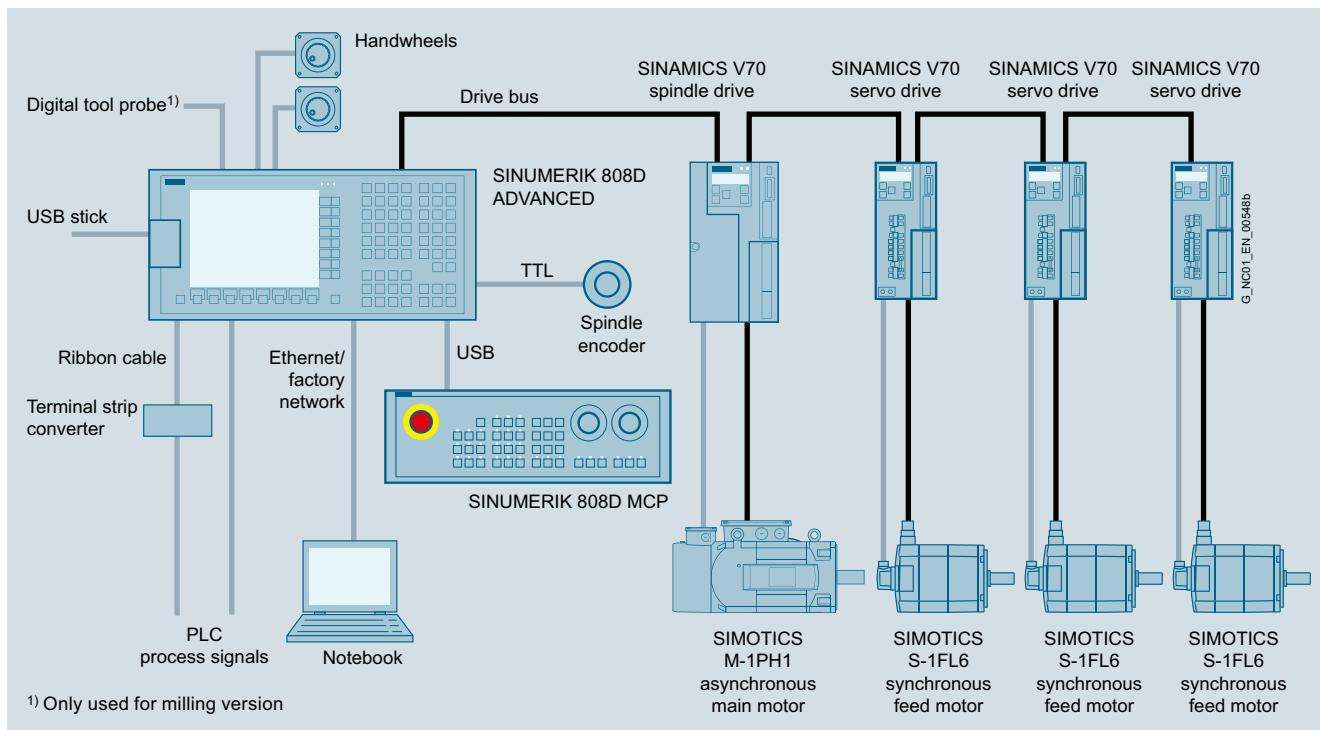 Handwheels
Digital tool probe1)
Drive bus
SINAMICS V70
spindle drive
SINAMICS V70
servo drive
SINAMICS V70
servo drive
SINAMICS V70
servo drive
SINUMERIK 808D
ADVANCED
USB stick
TTL
Spindle
encoder
G_NC01_EN_00548b
Ribbon cable
Ethernet/
factory
network
USB
Terminal strip
converter
SINUMERIK 808D MCP
PLC
process signals
Notebook
SIMOTICS
M-1PH1
asynchronous
main motor
SIMOTICS
S-1FL6
synchronous
feed motor
SIMOTICS
S-1FL6
synchronous
feed motor
SIMOTICS
S-1FL6
synchronous
feed motor
1) Only used for milling version